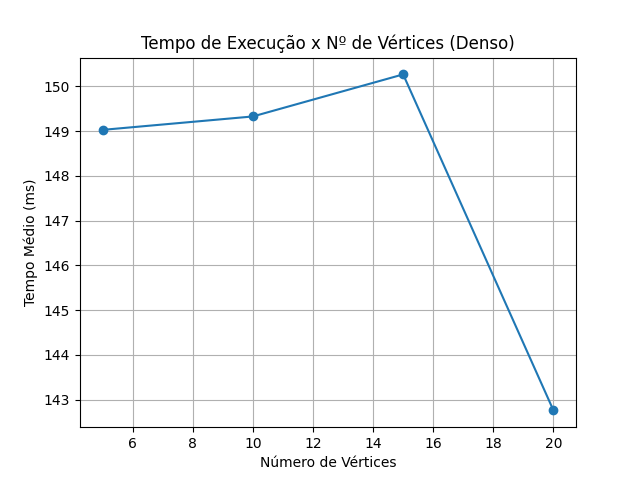 Tempo de Execução x Nº de Vértices (Denso)
Tempo Médio (ms)
150
149
148
147
146
145
144
143
6 8 10 12 14 16 18 20
Número de Vértices